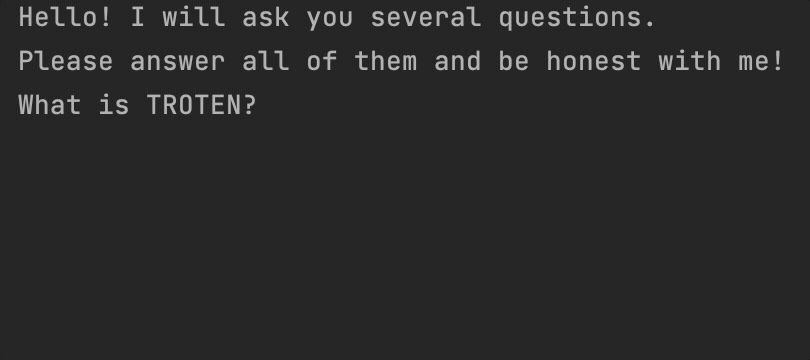 Hello! I will ask you several questions.
Please answer all of them and be honest with me!
What is TROTEN?